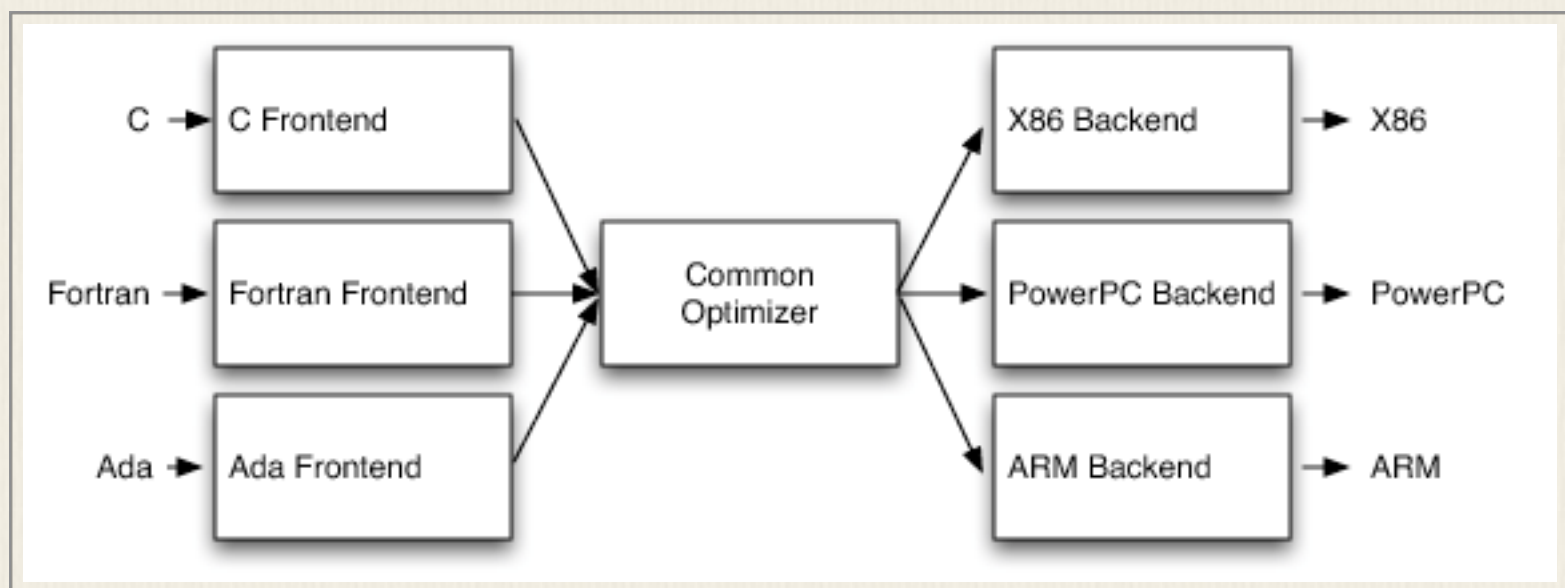 C
C Frontend
X86 Backend
X86
Fortran
Fortran Frontend
Common
Optimizer
PowerPC Backend
PowerPC
Ada
Ada Frontend
ARM Backend
ARM